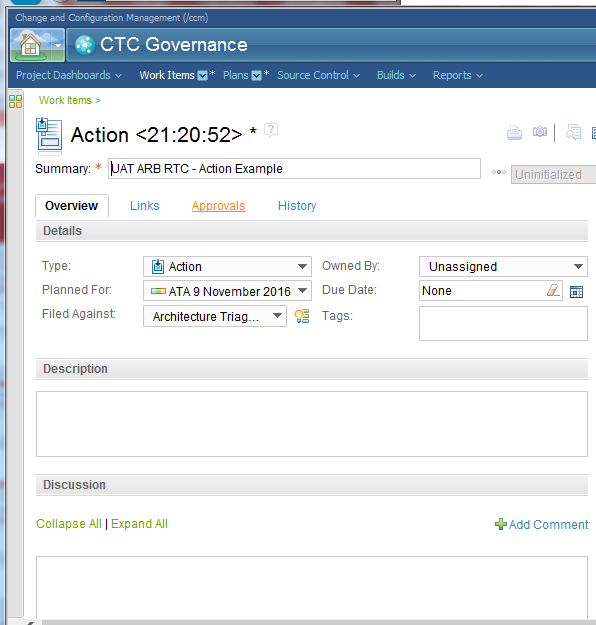 Change and Configuration Management (/ccm)
CTC Governance
Project Dashboards Work Items * Plans * Source Control Builds Reports
Work Items >
Action <21:20:52> * ?
Summary: * UAT ARB RTC - Action Example Uninitialized
Overview Links Approvals History
Details
Type: Action Owned By: Unassigned
Planned For: ATA 9 November 2016 Due Date: None
Filed Against: Architecture Triag... Tags:
Description
Discussion
Collapse All | Expand All Add Comment